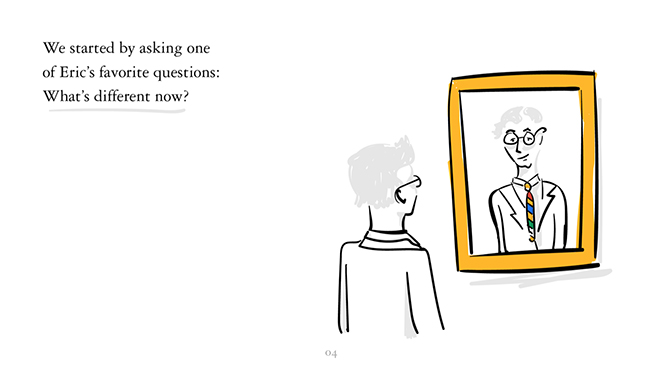 We started by asking one
of Eric’s favorite questions:
What’s different now?
04